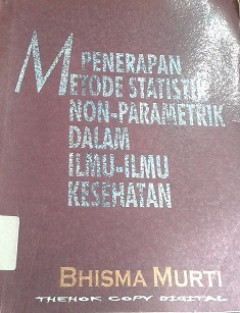 PENERAPAN
METODE STATISTIK
NON-PARAMETRIK
DALAM
ILMU-ILMU
KESEHATAN
BHISMA MURTI
THENOK COPY DIGITAL